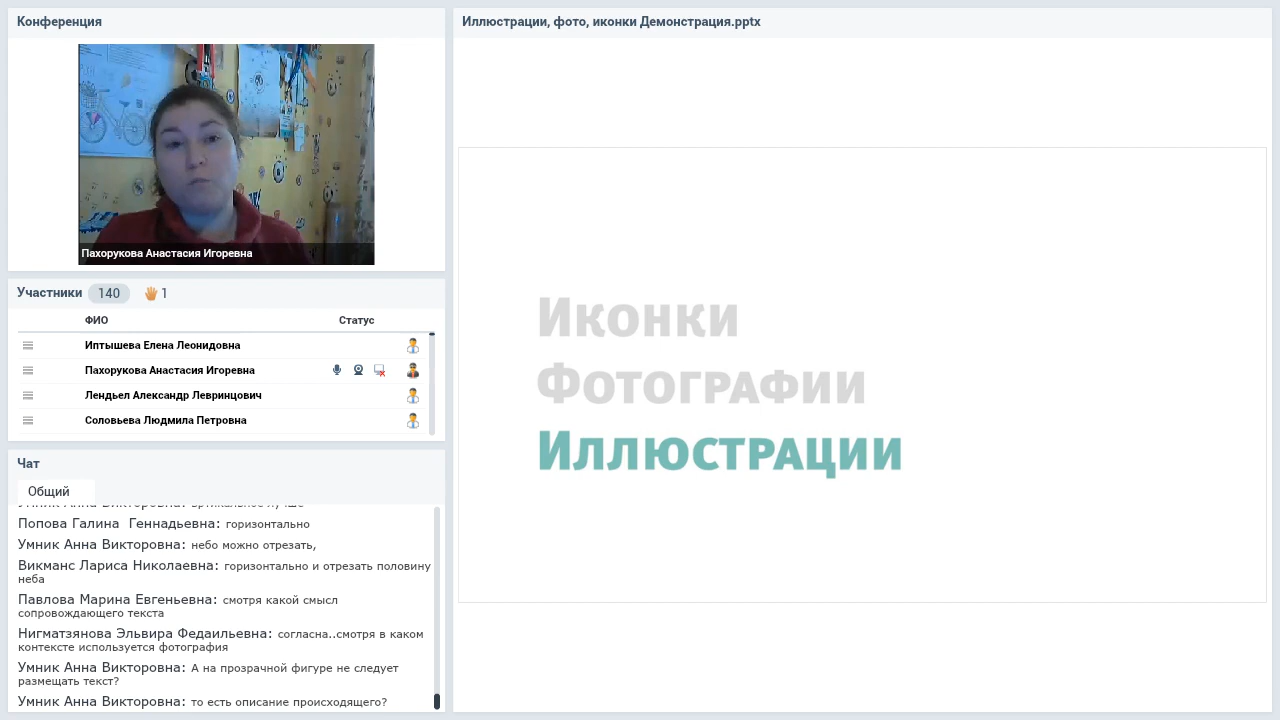 Конференция
Пахорукова Анастасия Игоревна
Участники 140 1
ФИО Статус
Иптышева Елена Леонидовна
Пахорукова Анастасия Игоревна
Лендьел Александр Левринцович
Соловьева Людмила Петровна
Чат
Общий
Попова Галина Геннадьевна: горизонтально
Умник Анна Викторовна: небо можно отрезать,
Викманс Лариса Николаевна: горизонтально и отрезать половину
неба
Павлова Марина Евгеньевна: смотря какой смысл
сопровождающего текста
Нигматзянова Эльвира Федаильевна: согласна..смотря в каком
контексте используется фотография
Умник Анна Викторовна: А на прозрачной фигуре не следует
размещать текст?
Умник Анна Викторовна: то есть описание происходящего?
Иллюстрации, фото, иконки Демонстрация.pptx
Иконки
Фотографии
Иллюстрации